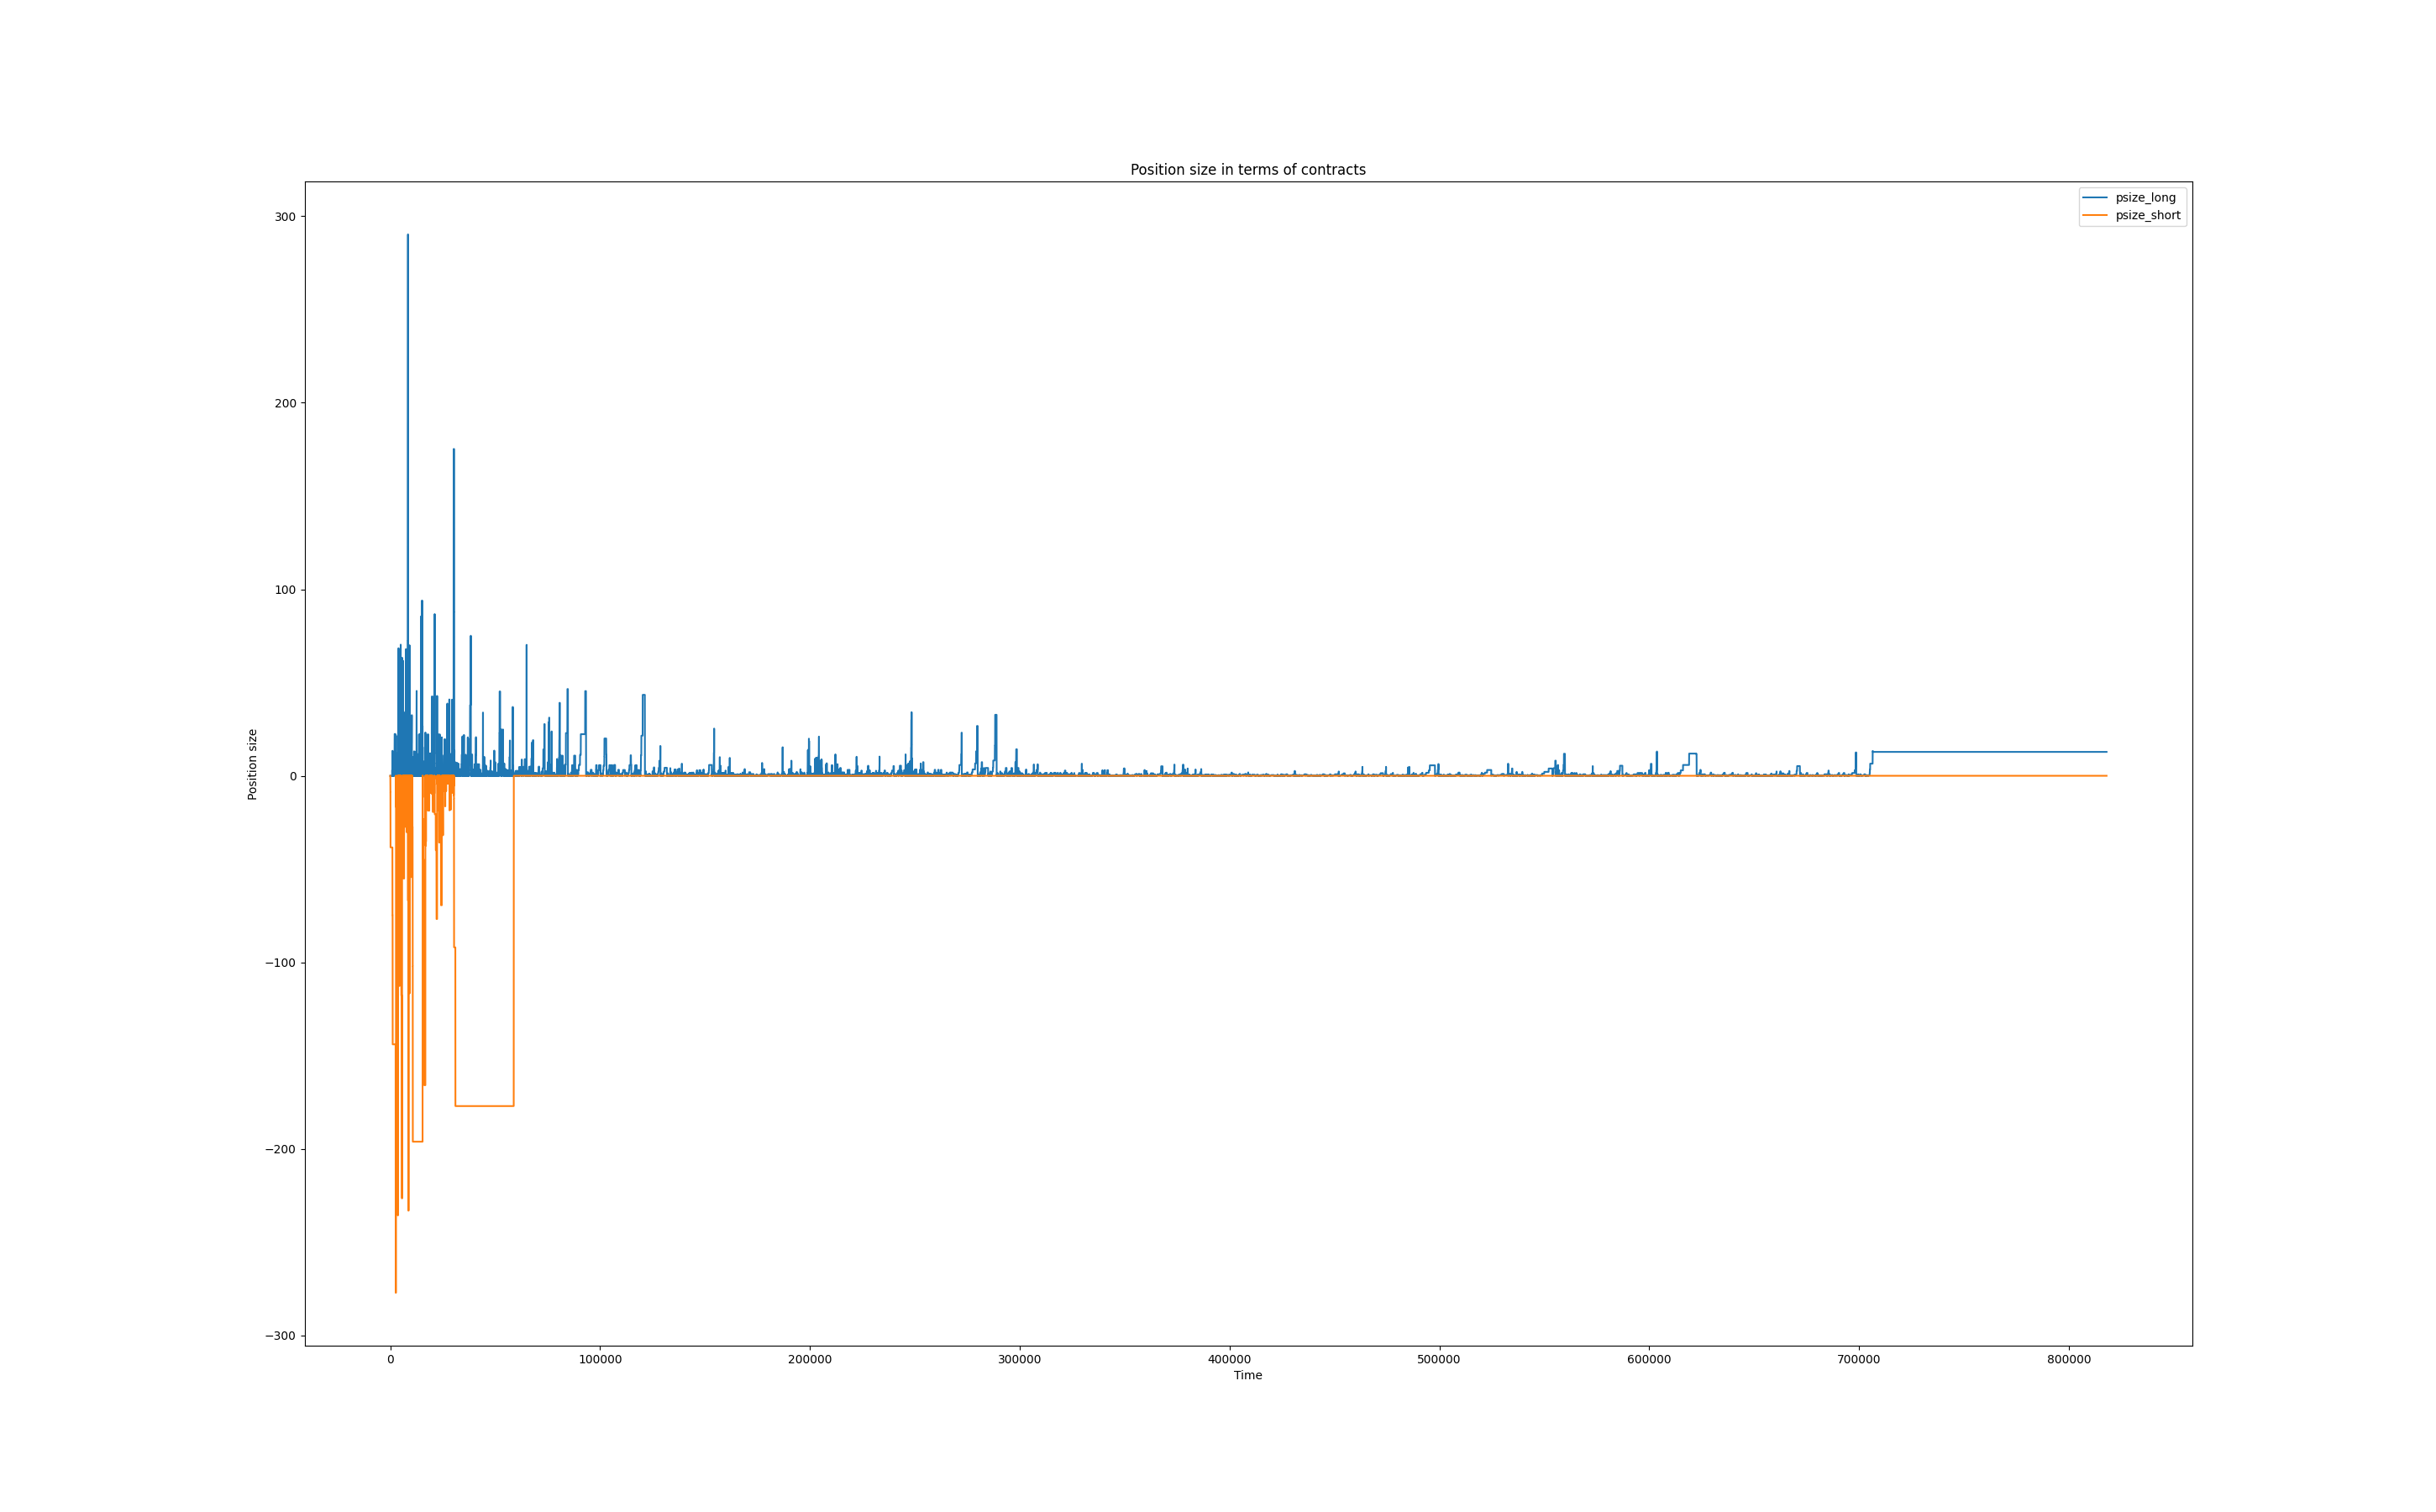 Position size in terms of contracts
psize_long
psize_short
300
200
100
0
−100
−200
−300
Position size
0 100000 200000 300000 400000 500000 600000 700000 800000
Time